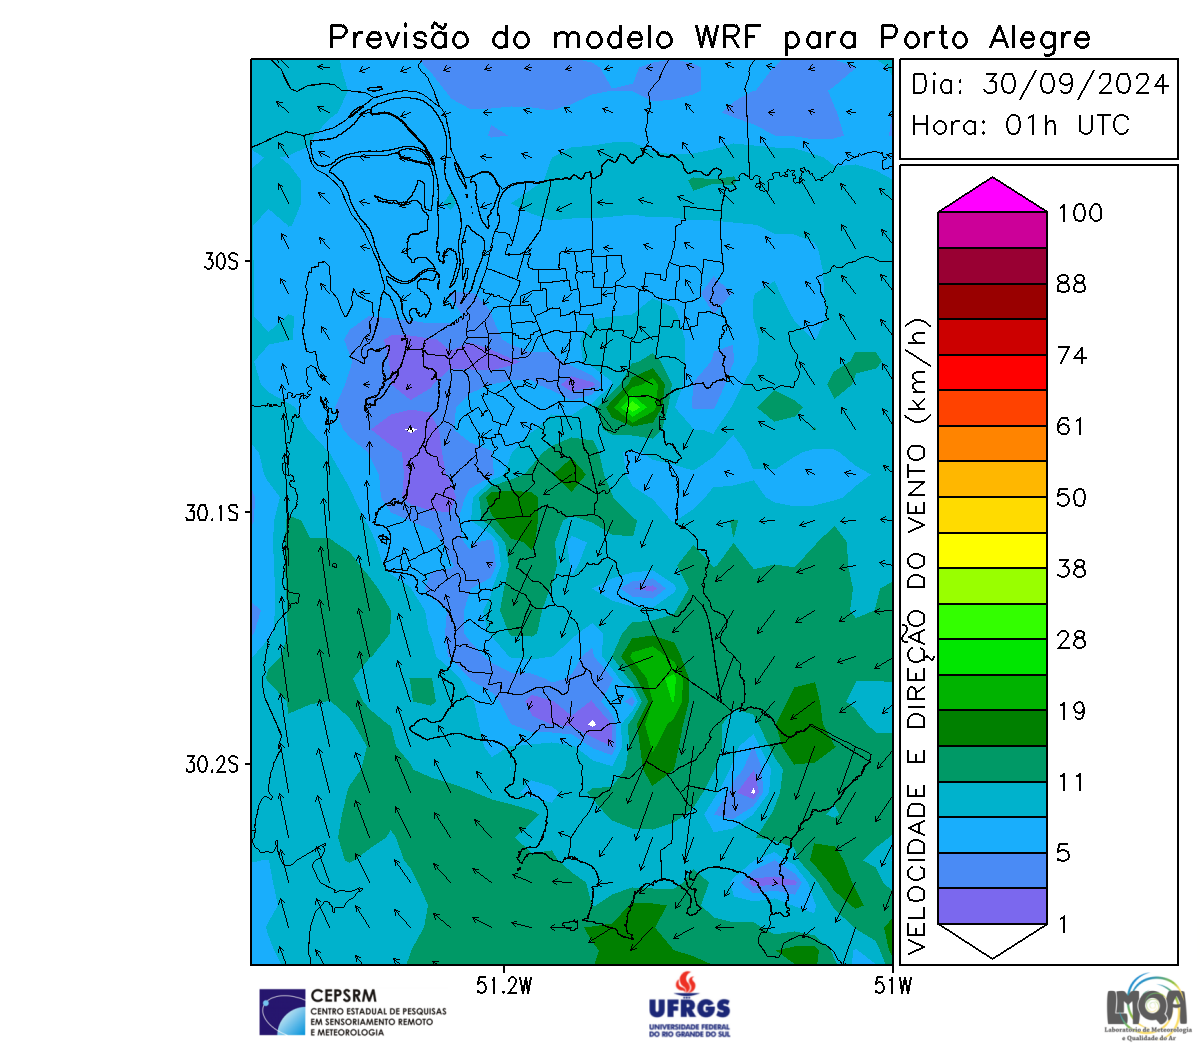 Previsão do modelo WRF para Porto Alegre
Dia: 30/09/2024
Hora: 01h UTC
30S
30.1S
30.2S
51.2W
51W
VELOCIDADE E DIREÇÃO DO VENTO (km/h)
100
88
74
61
50
38
28
19
11
5
1
CEPSRM
CENTRO ESTADUAL DE PESQUISAS
EM SENSORIAMENTO REMOTO
E METEOROLOGIA
UFRGS
UNIVERSIDADE FEDERAL
DO RIO GRANDE DO SUL
LMQA
Laboratório de Meteorologia
e Qualidade do Ar